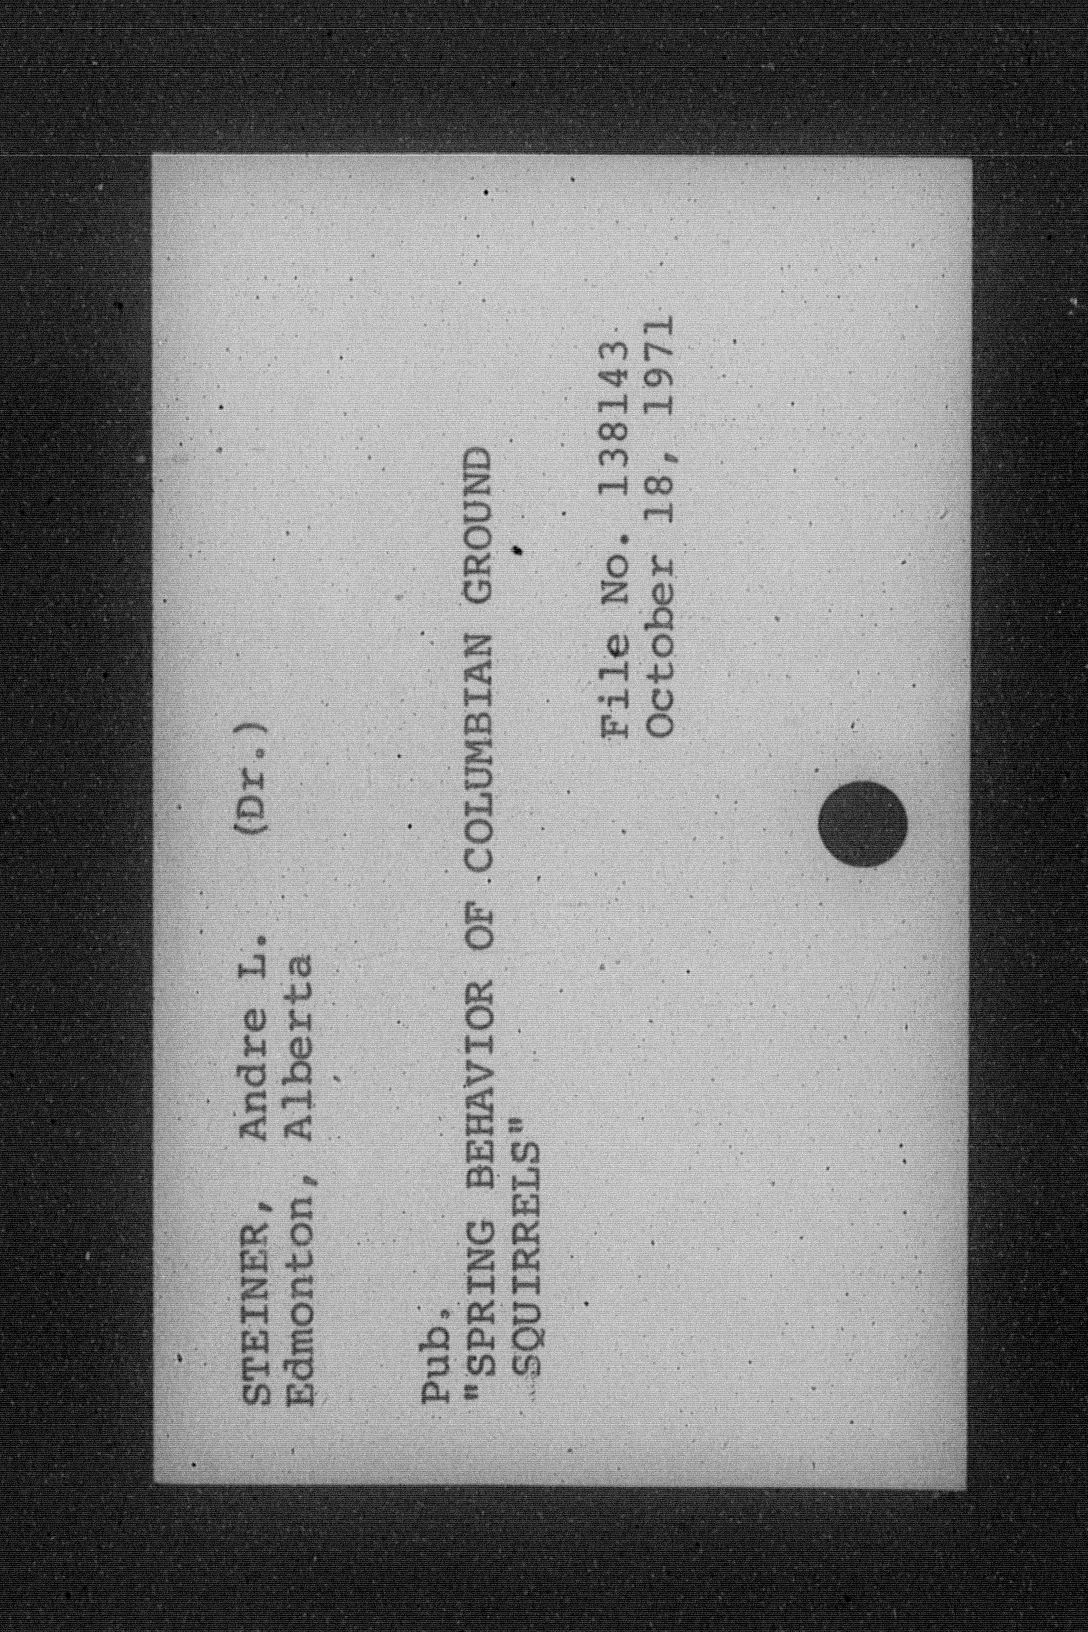 STEINER, Andre L. (Dr.)
Edmonton, Alberta
Pub.
"SPRING BEHAVIOR OF COLUMBIAN GROUND
SQUIRRELS"
File No. 138143
October 18, 1971